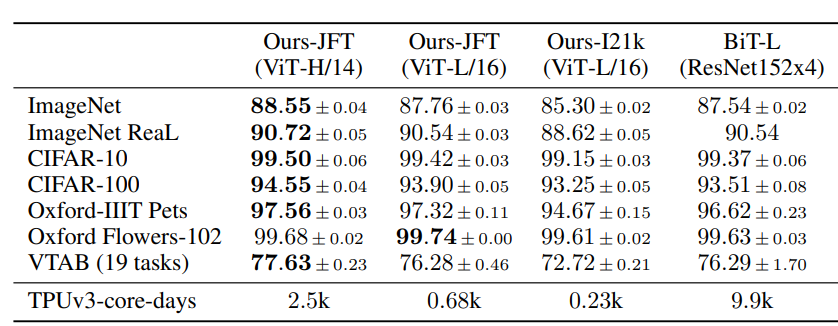 Ours-JFT Ours-JFT Ours-I21k BiT-L
(ViT-H/14) (ViT-L/16) (ViT-L/16) (ResNet152x4)
ImageNet 88.55 ± 0.04 87.76 ± 0.03 85.30 ± 0.02 87.54 ± 0.02
ImageNet ReaL 90.72 ± 0.05 90.54 ± 0.03 88.62 ± 0.05 90.54
CIFAR-10 99.50 ± 0.06 99.42 ± 0.03 99.15 ± 0.03 99.37 ± 0.06
CIFAR-100 94.55 ± 0.04 93.90 ± 0.05 93.25 ± 0.05 93.51 ± 0.08
Oxford-IIIT Pets 97.56 ± 0.03 97.32 ± 0.11 94.67 ± 0.15 96.62 ± 0.23
Oxford Flowers-102 99.68 ± 0.02 99.74 ± 0.00 99.61 ± 0.02 99.63 ± 0.03
VTAB (19 tasks) 77.63 ± 0.23 76.28 ± 0.46 72.72 ± 0.21 76.29 ± 1.70
TPUv3-core-days 2.5k 0.68k 0.23k 9.9k